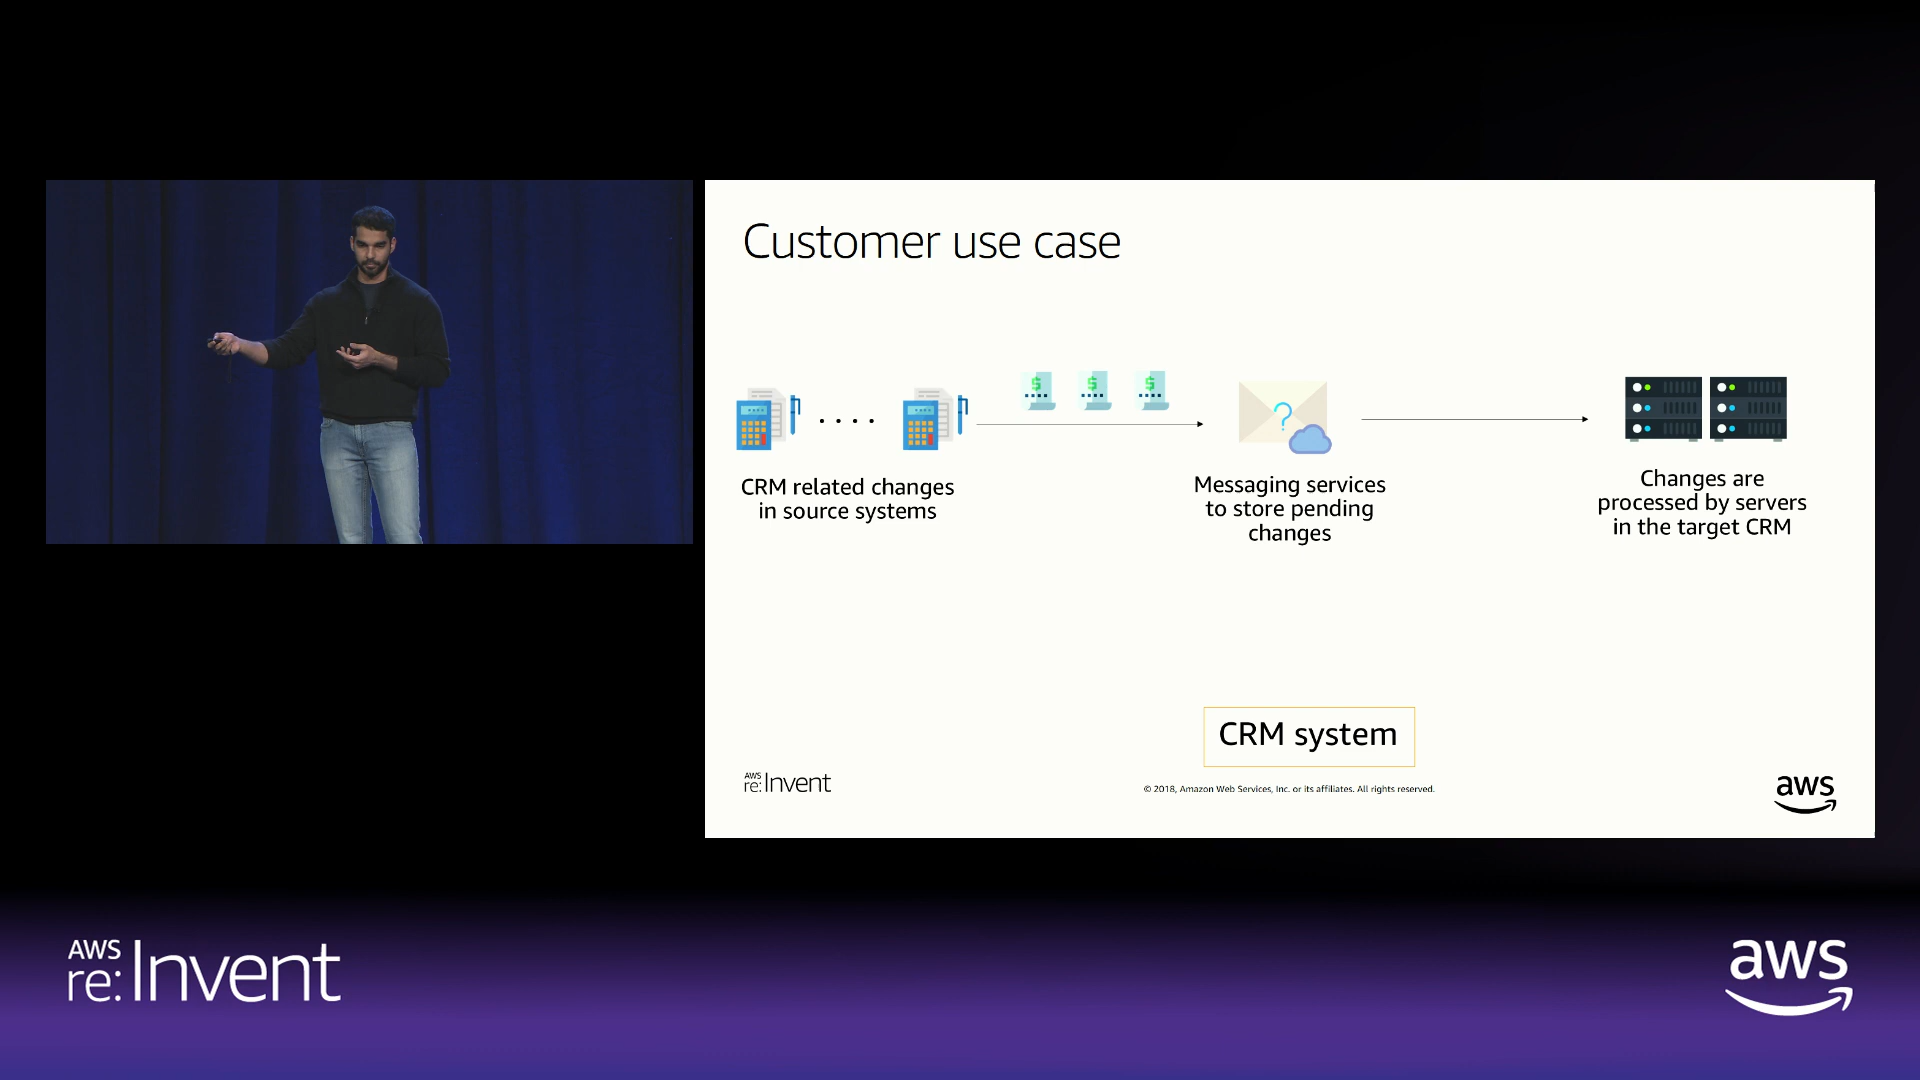 Customer use case
$ $ $
?
CRM related changes
in source systems
Messaging services
to store pending
changes
Changes are
processed by servers
in the target CRM
CRM system
AWS
re:Invent
© 2018, Amazon Web Services, Inc. or its affiliates. All rights reserved.
aws
AWS
re:Invent
aws